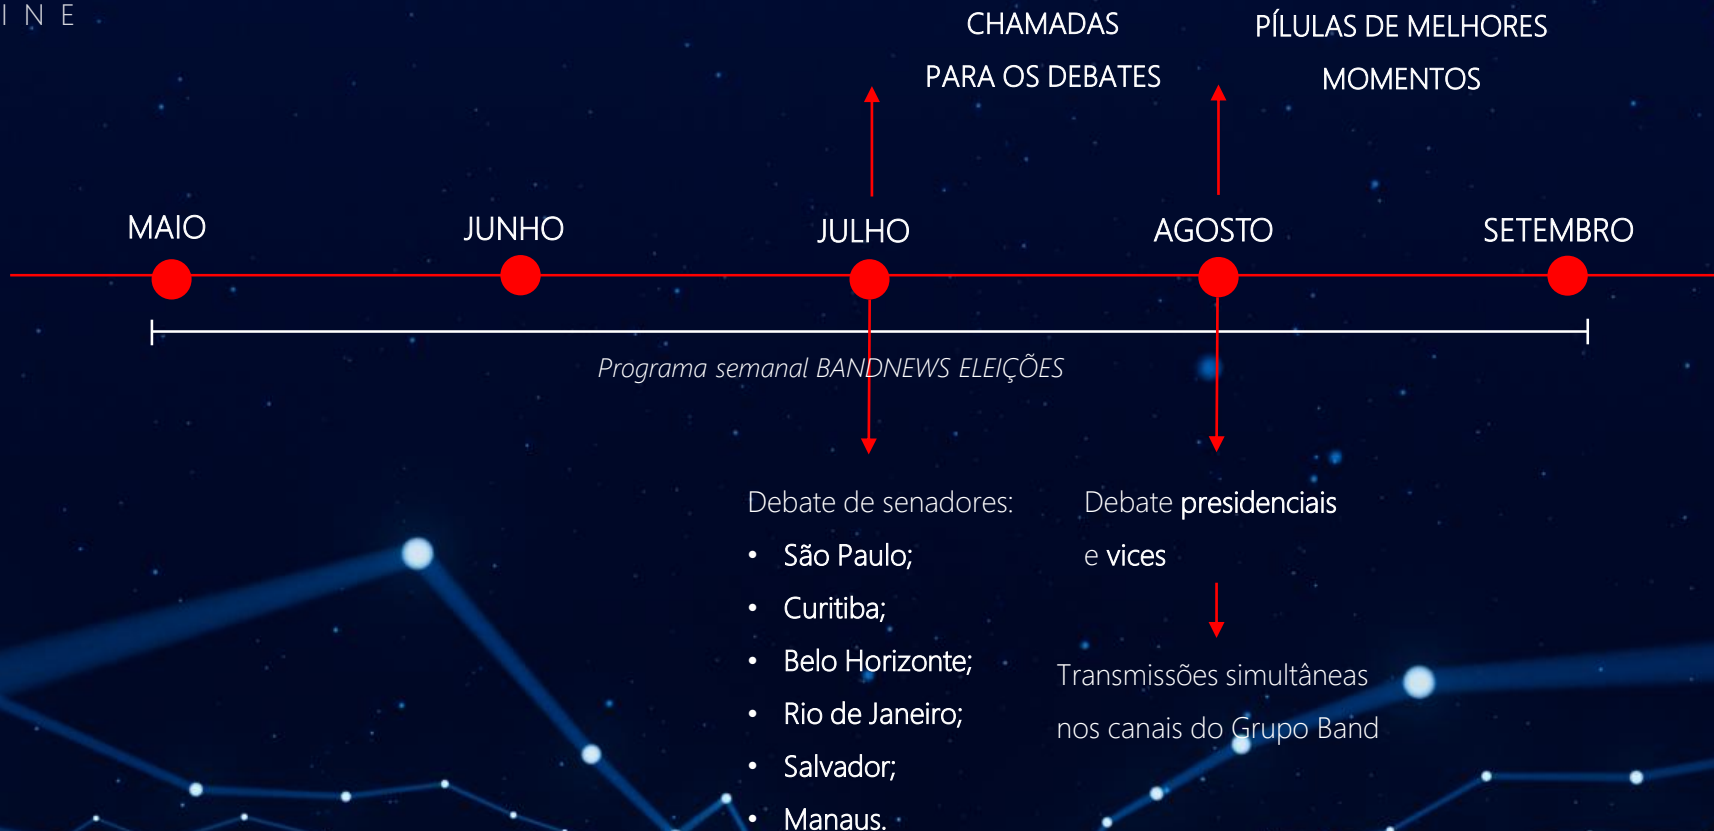 INE
CHAMADAS
PARA OS DEBATES
PÍLULAS DE MELHORES
MOMENTOS
MAIO
JUNHO
JULHO
AGOSTO
SETEMBRO
Programa semanal BANDNEWS ELEIÇÕES
Debate de senadores:
• São Paulo;
• Curitiba;
• Belo Horizonte;
• Rio de Janeiro;
• Salvador;
• Manaus.
Debate presidenciais
e vices
Transmissões simultâneas
nos canais do Grupo Band